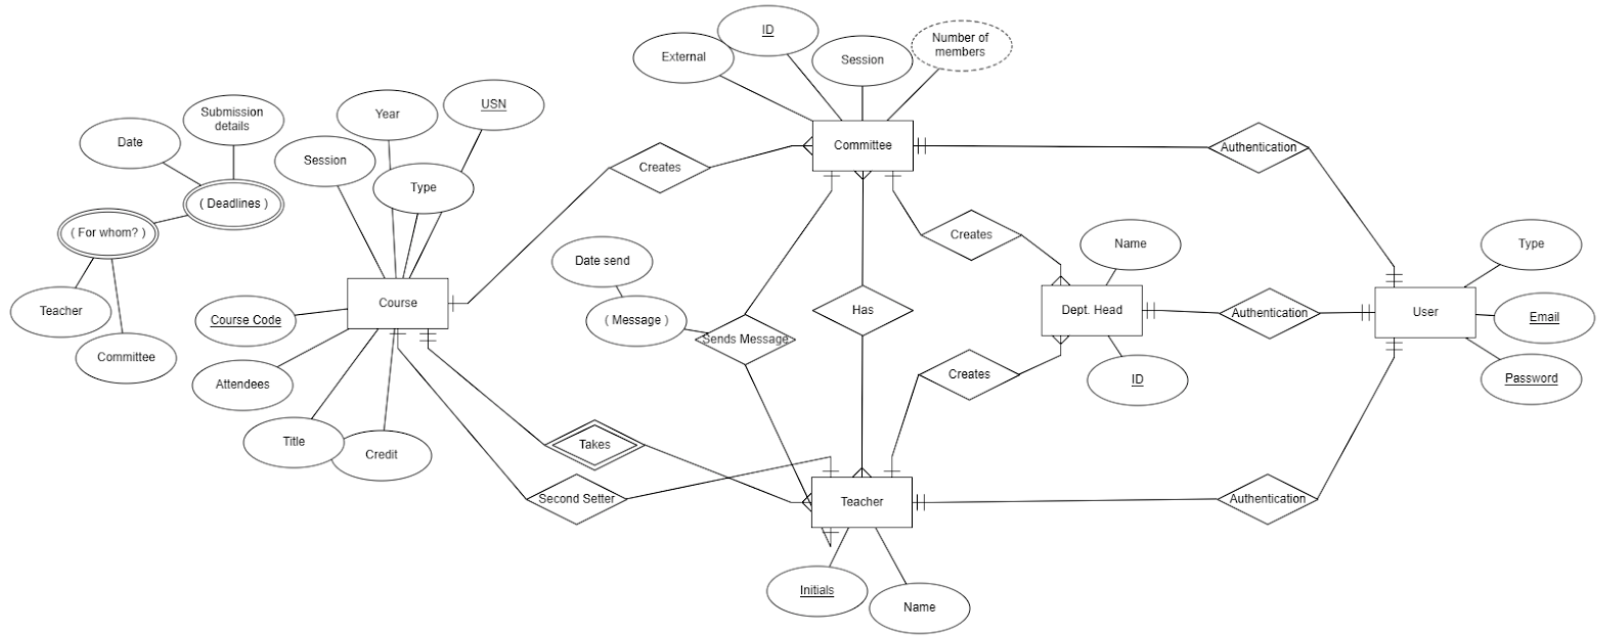 ID
Number of
members
External
Session
USN
Submission
details
Year
Date
Committee
Authentication
Session
Creates
Type
( Deadlines )
( For whom? )
Creates
Name
Type
Date send
Course
Teacher
Course Code
( Message )
Has
Dept. Head
Authentication
User
Email
Sends Message
Committee
Attendees
Creates
ID
Password
Title
Credit
Takes
Second Setter
Teacher
Authentication
Initials
Name